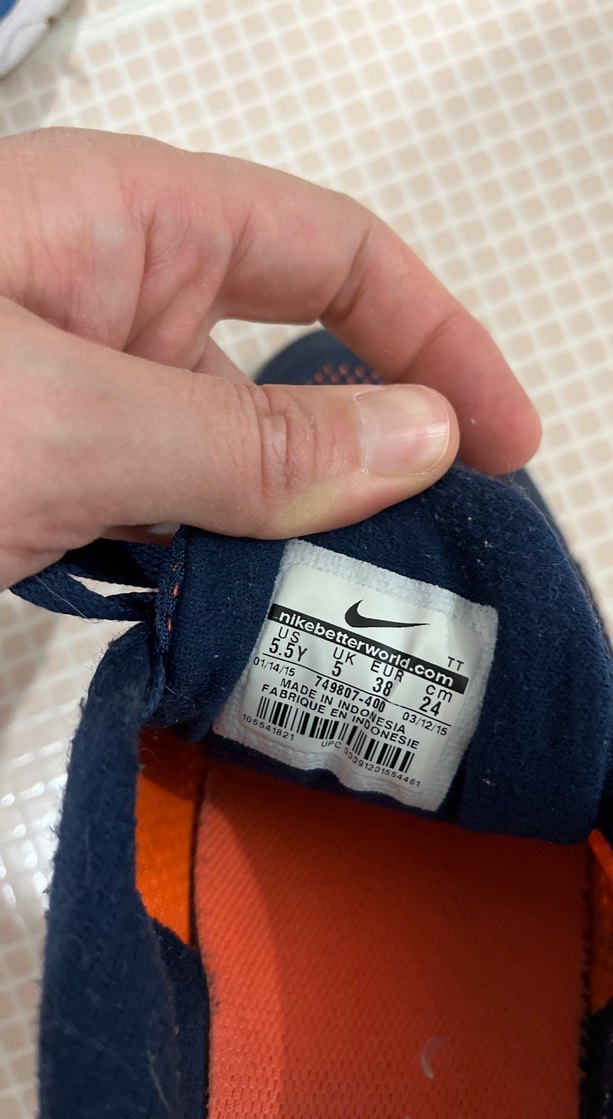 nikebetterworld.com TT
US UK EUR cm
5.5Y 5 38 24
01/14/15 749807-400 03/12/15
MADE IN INDONESIA
FABRIQUE EN INDONESIE
105541821 UPC 00091201554461